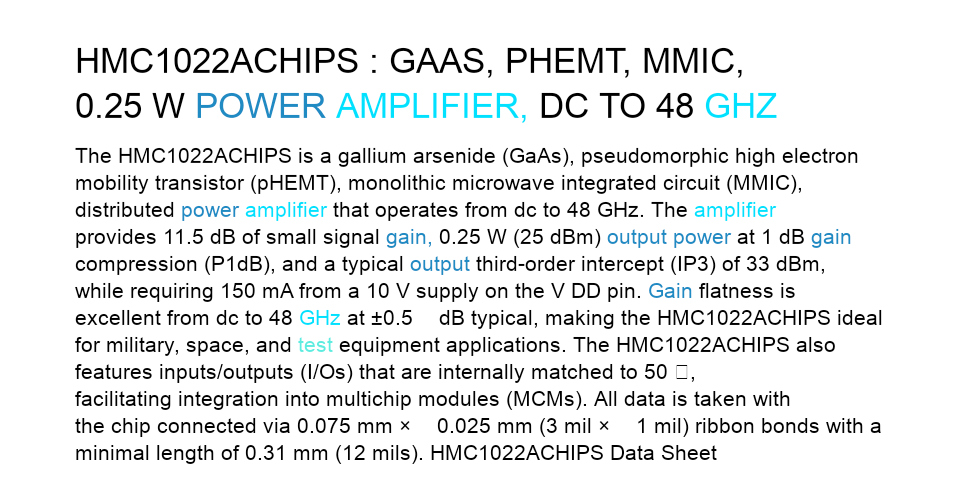 HMC1022ACHIPS : GAAS, PHEMT, MMIC,
0.25 W POWER AMPLIFIER, DC TO 48 GHZ
The HMC1022ACHIPS is a gallium arsenide (GaAs), pseudomorphic high electron
mobility transistor (pHEMT), monolithic microwave integrated circuit (MMIC),
distributed power amplifier that operates from dc to 48 GHz. The amplifier
provides 11.5 dB of small signal gain, 0.25 W (25 dBm) output power at 1 dB gain
compression (P1dB), and a typical output third-order intercept (IP3) of 33 dBm,
while requiring 150 mA from a 10 V supply on the V DD pin. Gain flatness is
excellent from dc to 48 GHz at ±0.5 dB typical, making the HMC1022ACHIPS ideal
for military, space, and test equipment applications. The HMC1022ACHIPS also
features inputs/outputs (I/Os) that are internally matched to 50 □,
facilitating integration into multichip modules (MCMs). All data is taken with
the chip connected via 0.075 mm × 0.025 mm (3 mil × 1 mil) ribbon bonds with a
minimal length of 0.31 mm (12 mils). HMC1022ACHIPS Data Sheet